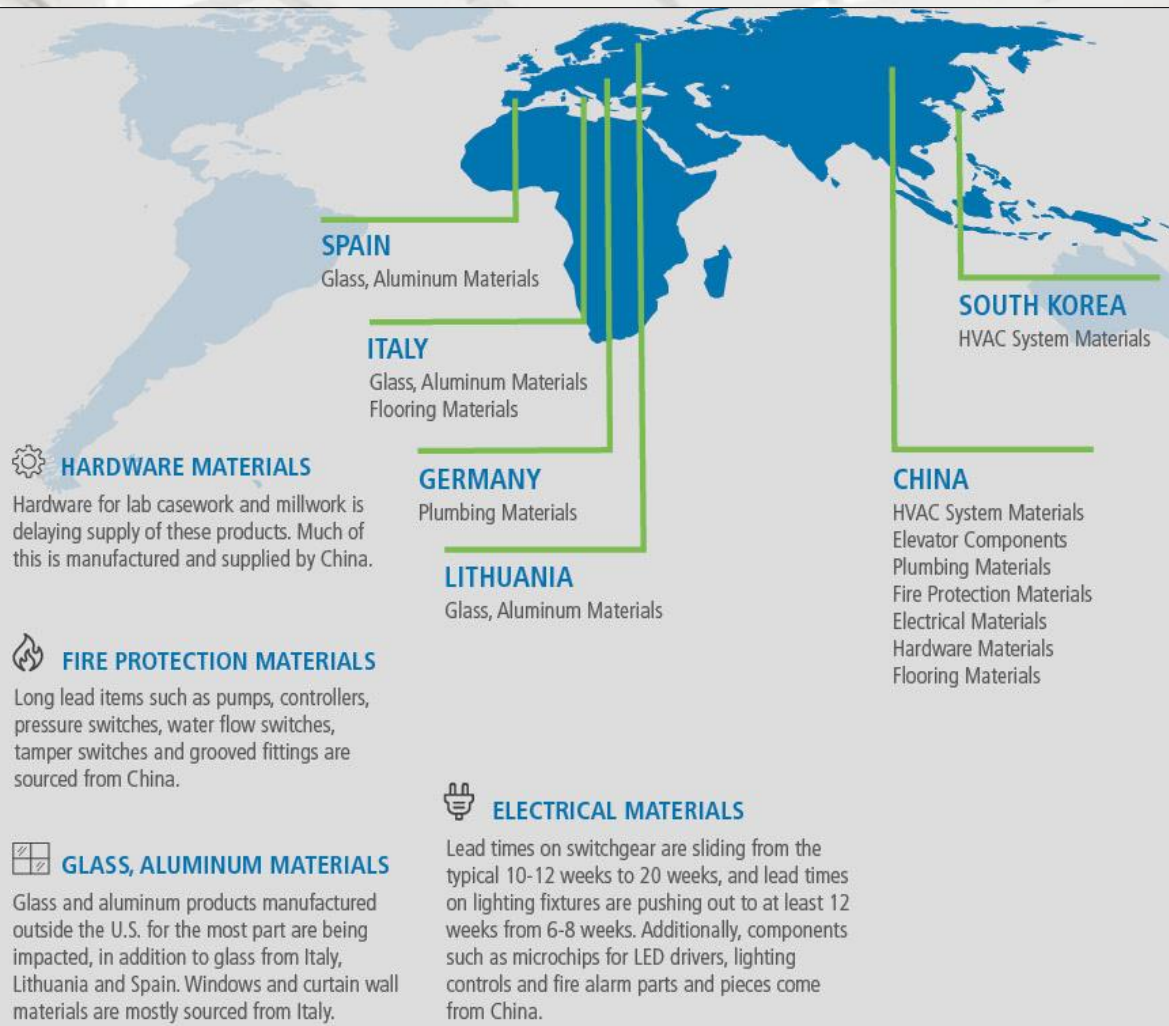 SPAIN
Glass, Aluminum Materials
ITALY
Glass, Aluminum Materials
Flooring Materials
GERMANY
Plumbing Materials
LITHUANIA
Glass, Aluminum Materials
SOUTH KOREA
HVAC System Materials
CHINA
HVAC System Materials
Elevator Components
Plumbing Materials
Fire Protection Materials
Electrical Materials
Hardware Materials
Flooring Materials
HARDWARE MATERIALS
Hardware for lab casework and millwork is
delaying supply of these products. Much of
this is manufactured and supplied by China.
FIRE PROTECTION MATERIALS
Long lead items such as pumps, controllers,
pressure switches, water flow switches,
tamper switches and grooved fittings are
sourced from China.
GLASS, ALUMINUM MATERIALS
Glass and aluminum products manufactured
outside the U.S. for the most part are being
impacted, in addition to glass from Italy,
Lithuania and Spain. Windows and curtain wall
materials are mostly sourced from Italy.
ELECTRICAL MATERIALS
Lead times on switchgear are sliding from the
typical 10-12 weeks to 20 weeks, and lead times
on lighting fixtures are pushing out to at least 12
weeks from 6-8 weeks. Additionally, components
such as microchips for LED drivers, lighting
controls and fire alarm parts and pieces come
from China.